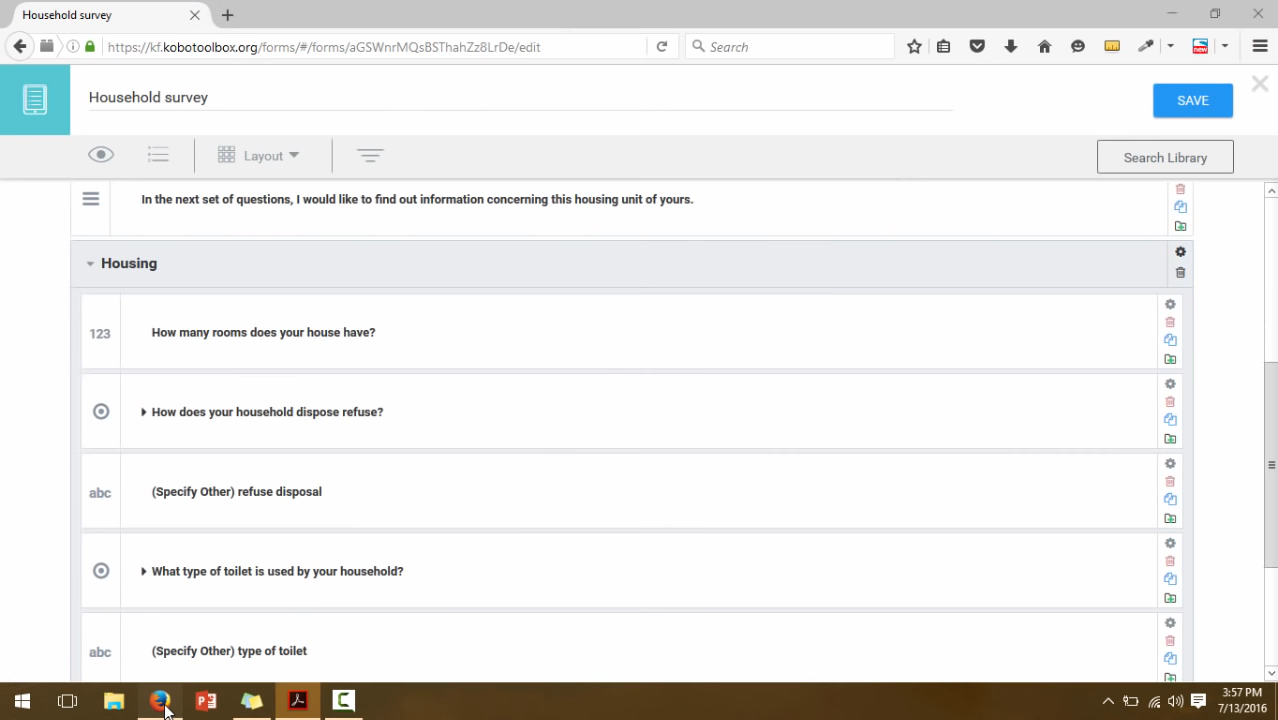 Household survey
https://kf.kobotoolbox.org/forms/#/forms/aGSWnrMQsBSThahZz8LrDe/edit
Search
new
Household survey
SAVE
Layout
Search Library
In the next set of questions, I would like to find out information concerning this housing unit of yours.
Housing
123 How many rooms does your house have?
How does your household dispose refuse?
abc (Specify Other) refuse disposal
What type of toilet is used by your household?
abc (Specify Other) type of toilet
3:57 PM
7/13/2016